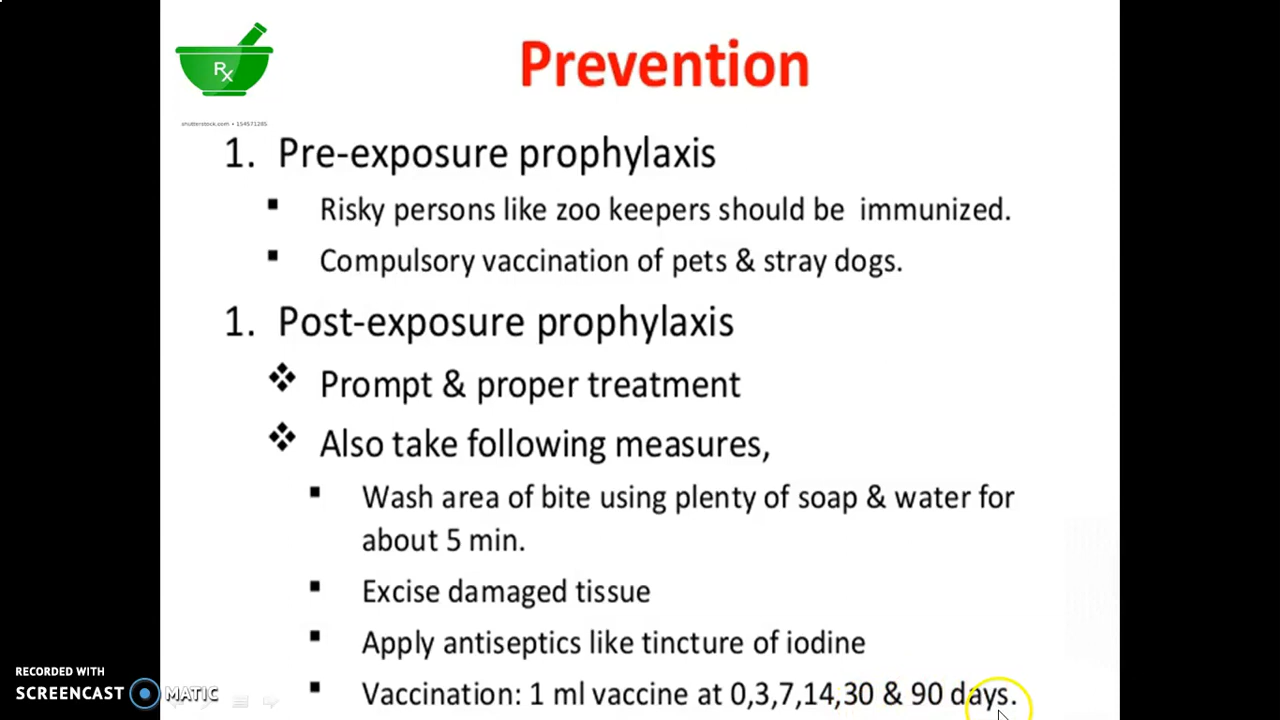 Rx
shutterstock.com • 154571285
Prevention
1. Pre-exposure prophylaxis
▪ Risky persons like zoo keepers should be immunized.
▪ Compulsory vaccination of pets & stray dogs.
1. Post-exposure prophylaxis
❖ Prompt & proper treatment
❖ Also take following measures,
▪ Wash area of bite using plenty of soap & water for
about 5 min.
▪ Excise damaged tissue
▪ Apply antiseptics like tincture of iodine
▪ Vaccination: 1 ml vaccine at 0,3,7,14,30 & 90 days.
RECORDED WITH
SCREENCAST MATIC